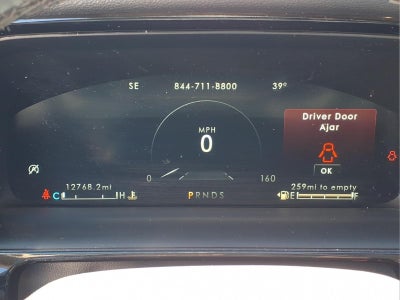 SE 844-711-8800 39°
Driver Door
Ajar
MPH
0
OK
0 160
12768.2mi 259mi to empty
C H PRNDS E F